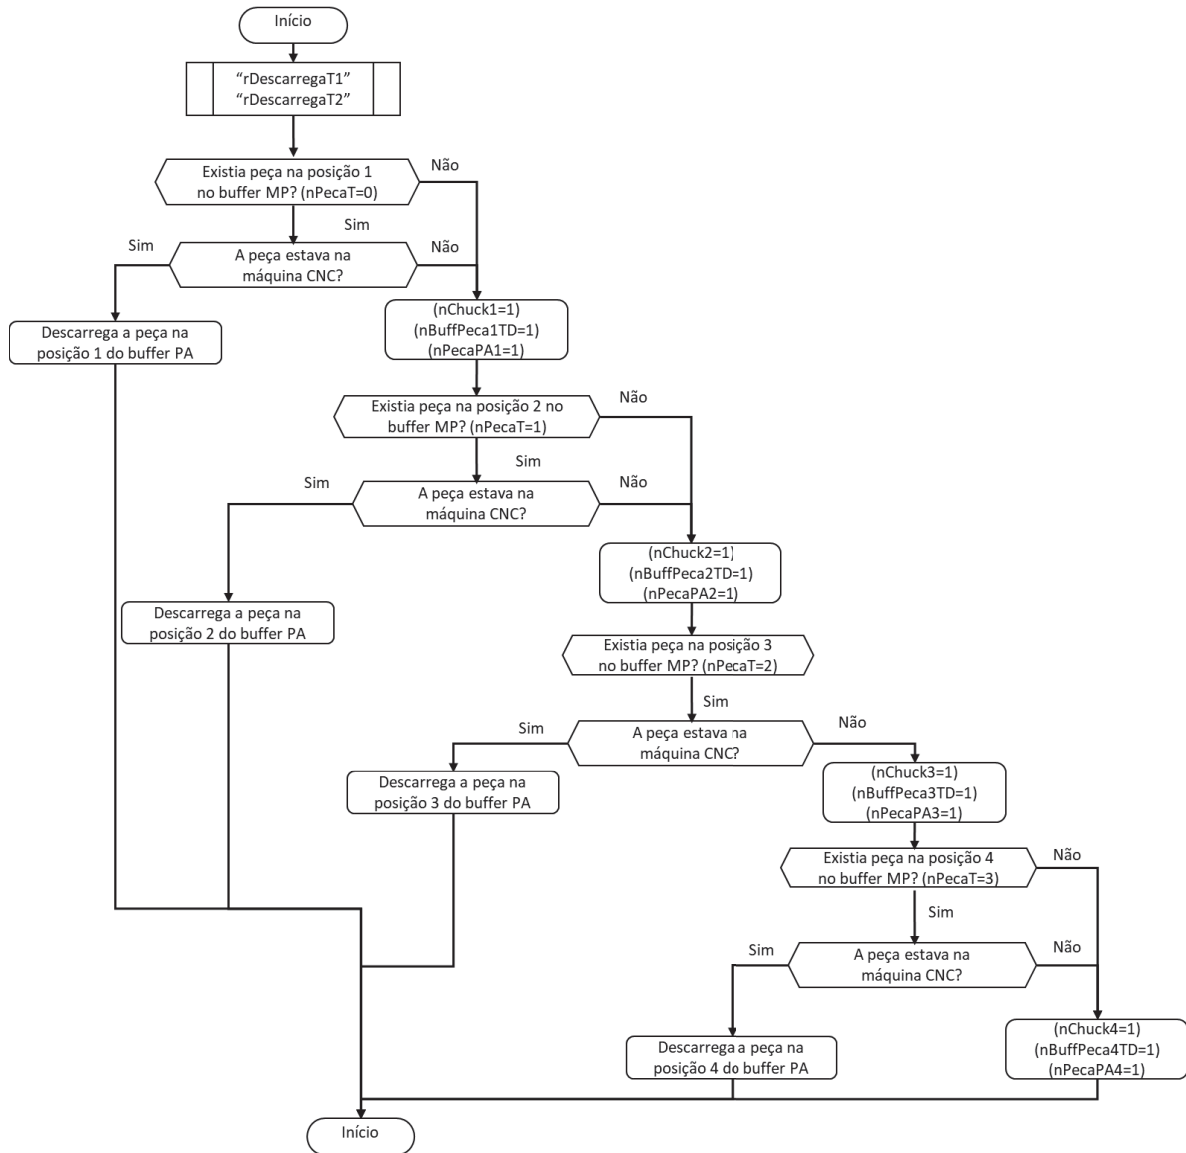 Início
“rDescarregaT1”
“rDescarregaT2”
Existia peça na posição 1
no buffer MP? (nPecaT=0)
Não
Sim
A peça estava na
máquina CNC?
Sim
Não
Descarrega a peça na
posição 1 do buffer PA
(nChuck1=1)
(nBuffPeca1TD=1)
(nPecaPA1=1)
Existia peça na posição 2 no
buffer MP? (nPecaT=1)
Não
Sim
A peça estava na
máquina CNC?
Sim
Não
Descarrega a peça na
posição 2 do buffer PA
(nChuck2=1)
(nBuffPeca2TD=1)
(nPecaPA2=1)
Existia peça na posição 3
no buffer MP? (nPecaT=2)
Sim
A peça estava na
máquina CNC?
Sim
Não
Descarrega a peça na
posição 3 do buffer PA
(nChuck3=1)
(nBuffPeca3TD=1)
(nPecaPA3=1)
Existia peça na posição 4
no buffer MP? (nPecaT=3)
Não
Sim
A peça estava na
máquina CNC?
Sim
Não
Descarrega a peça na
posição 4 do buffer PA
(nChuck4=1)
(nBuffPeca4TD=1)
(nPecaPA4=1)
Início